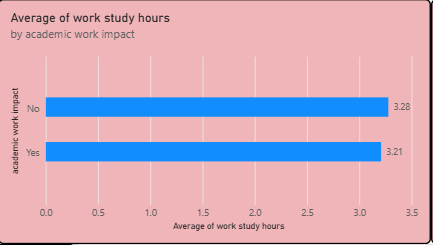 Average of work study hours
by academic work impact
academic work impact
No
3.28
Yes
3.21
0.0 0.5 1.0 1.5 2.0 2.5 3.0 3.5
Average of work study hours